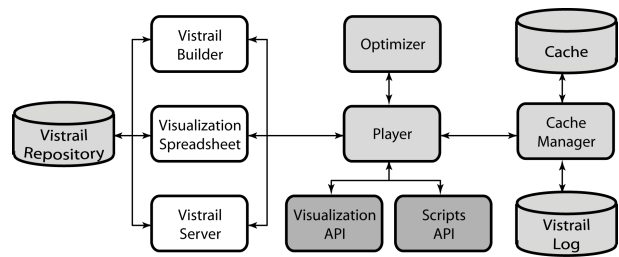 Vistrail
Repository
Vistrail
Builder
Visualization
Spreadsheet
Vistrail
Server
Optimizer
Player
Visualization
API
Scripts
API
Cache
Cache
Manager
Vistrail
Log